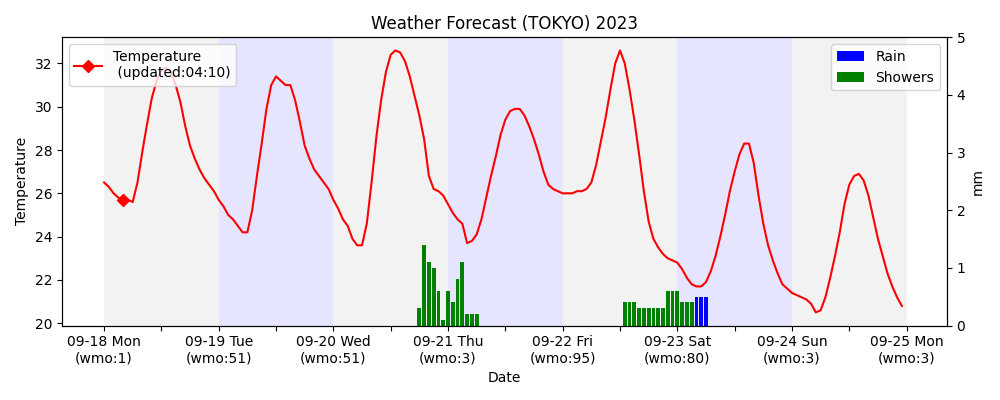 Weather Forecast (TOKYO) 2023
Temperature
(updated:04:10)
Rain
Showers
Temperature
32
30
28
26
24
22
20
5
4
3
2
1
0
mm
09-18 Mon
(wmo:1)
09-19 Tue
(wmo:51)
09-20 Wed
(wmo:51)
09-21 Thu
(wmo:3)
09-22 Fri
(wmo:95)
09-23 Sat
(wmo:80)
09-24 Sun
(wmo:3)
09-25 Mon
(wmo:3)
Date